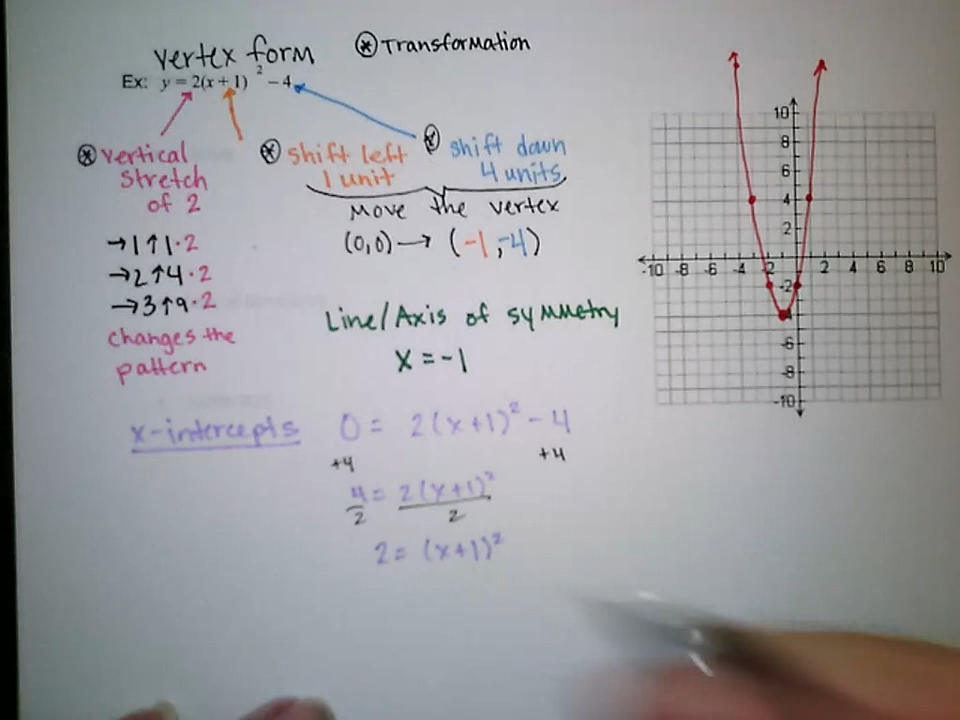 vertex form
⊛ Transformation
Ex: y = 2(x + 1)² − 4
⊛ vertical
stretch
of 2
→1↑1·2
→2↑4·2
→3↑9·2
changes the
pattern
⊛ shift left
1 unit
⊛ shift down
4 units
Move the vertex
(0,0) → (-1,-4)
Line/Axis of symmetry
x = -1
x-intercepts
0 = 2(x+1)² - 4
+4 +4
4/2 = 2(x+1)²/2
2 = (x+1)²
10
8
6
4
2
-10 -8 -6 -4 -2 2 4 6 8 10
-2
-4
-6
-8
-10